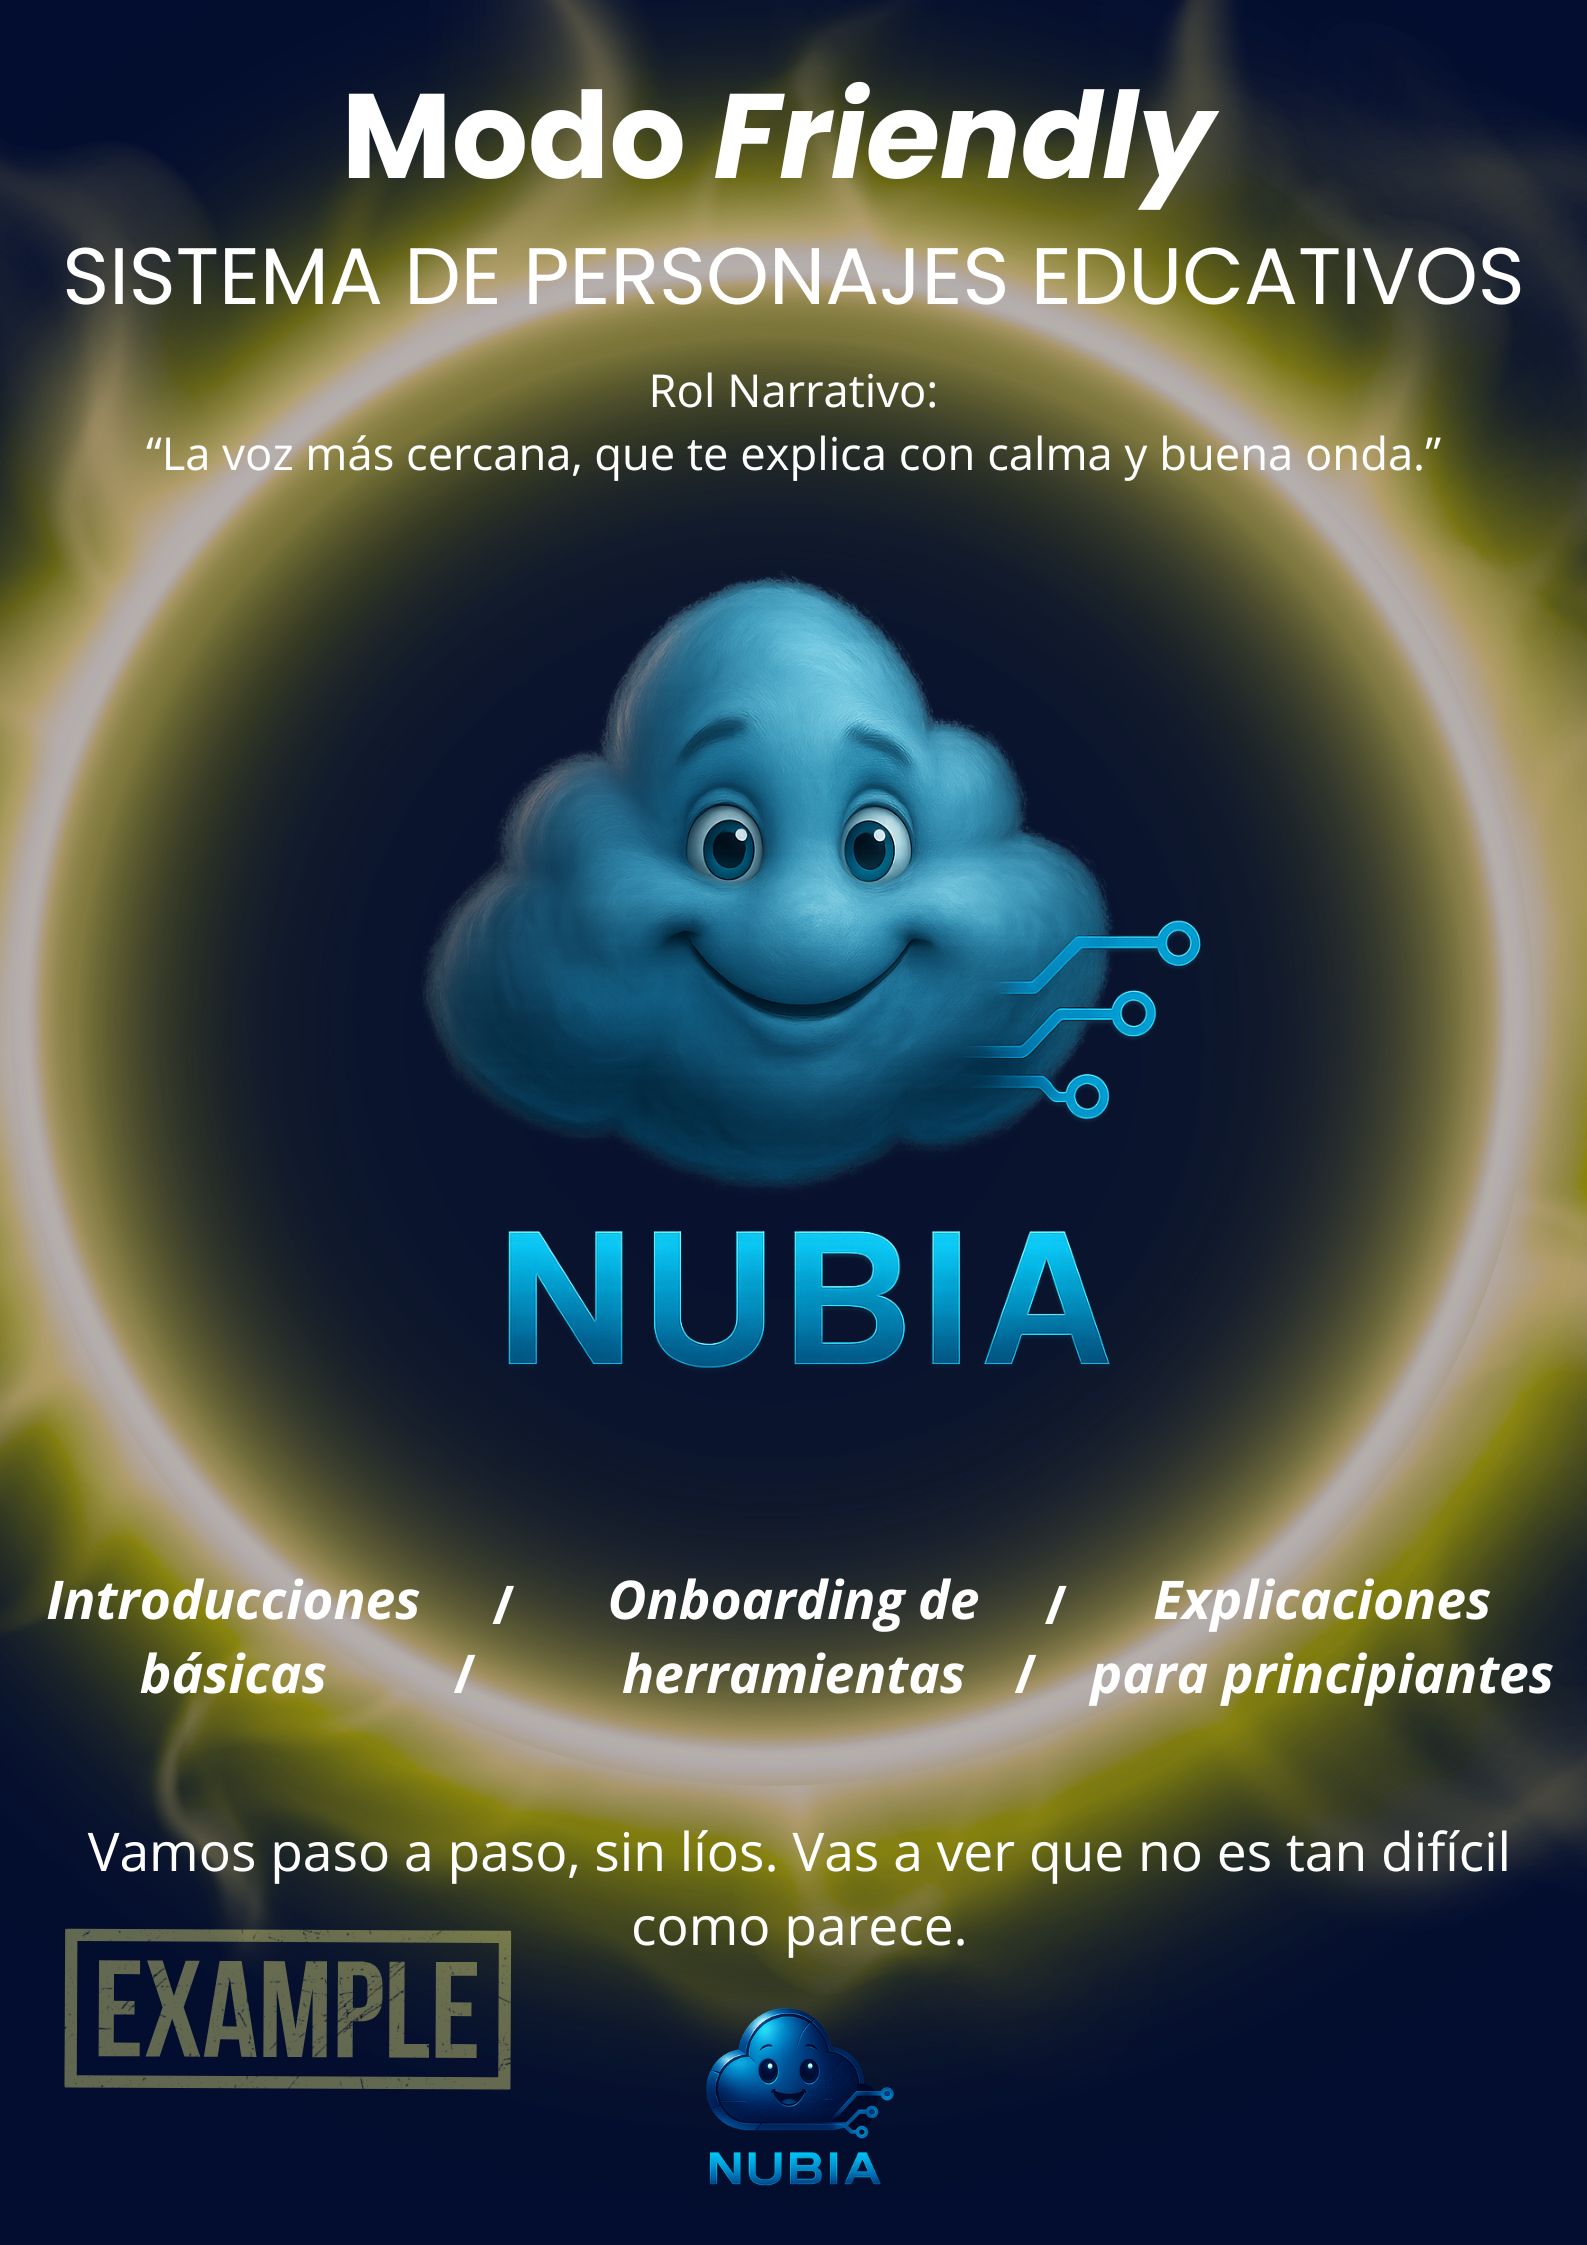 Modo Friendly
SISTEMA DE PERSONAJES EDUCATIVOS
Rol Narrativo:
“La voz más cercana, que te explica con calma y buena onda.”
NUBIA
Introducciones / Onboarding de / Explicaciones
básicas / herramientas / para principiantes
Vamos paso a paso, sin líos. Vas a ver que no es tan difícil
como parece.
EXAMPLE
NUBIA